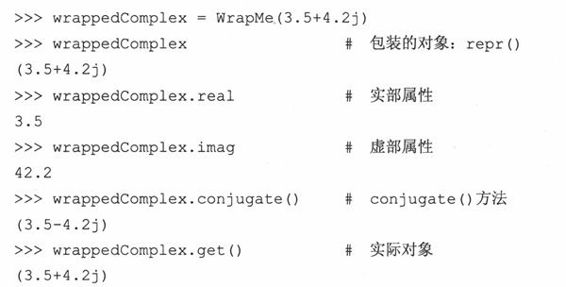 >>> wrappedComplex = WrapMe(3.5+4.2j)
>>> wrappedComplex # 包装的对象：repr()
(3.5+4.2j)
>>> wrappedComplex.real # 实部属性
3.5
>>> wrappedComplex.imag # 虚部属性
42.2
>>> wrappedComplex.conjugate() # conjugate()方法
(3.5-4.2j)
>>> wrappedComplex.get() # 实际对象
(3.5+4.2j)